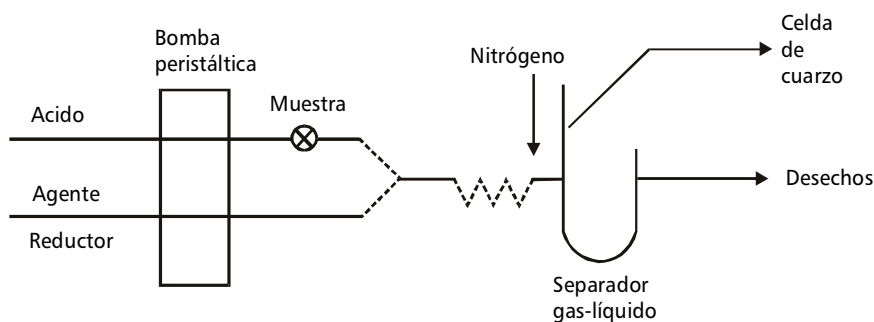 Bomba
peristáltica
Acido
Muestra
Agente
Reductor
Nitrógeno
Celda
de
cuarzo
Desechos
Separador
gas-líquido